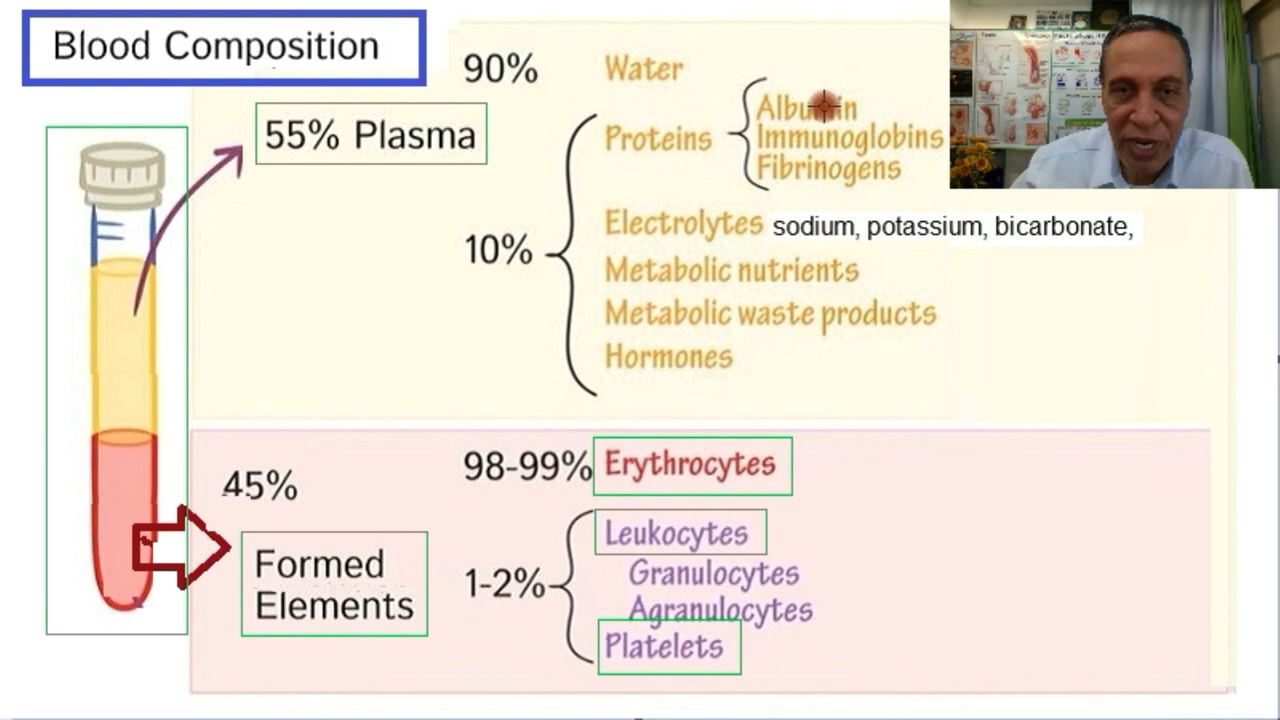 Blood Composition
90% Water
55% Plasma
Proteins
Albumin
Immunoglobins
Fibrinogens
10%
Electrolytes sodium, potassium, bicarbonate,
Metabolic nutrients
Metabolic waste products
Hormones
45%
98-99% Erythrocytes
Formed
Elements
1-2%
Leukocytes
Granulocytes
Agranulocytes
Platelets